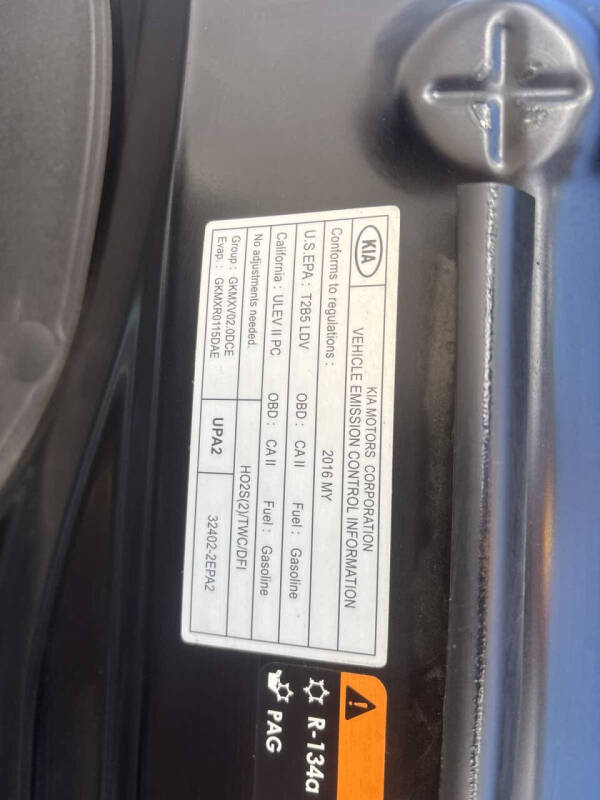 KIA
KIA MOTORS CORPORATION
VEHICLE EMISSION CONTROL INFORMATION
Conforms to regulations : 2016 MY
U.S.EPA : T2B5 LDV OBD : CA II Fuel : Gasoline
California : ULEV II PC OBD : CA II Fuel : Gasoline
No adjustments needed. HO2S(2)/TWC/DFI
Group : GKMXV02.0DCE
Evap. : GKMXR0115DAE
UPA2
32402-2EPA2
R-134a
PAG